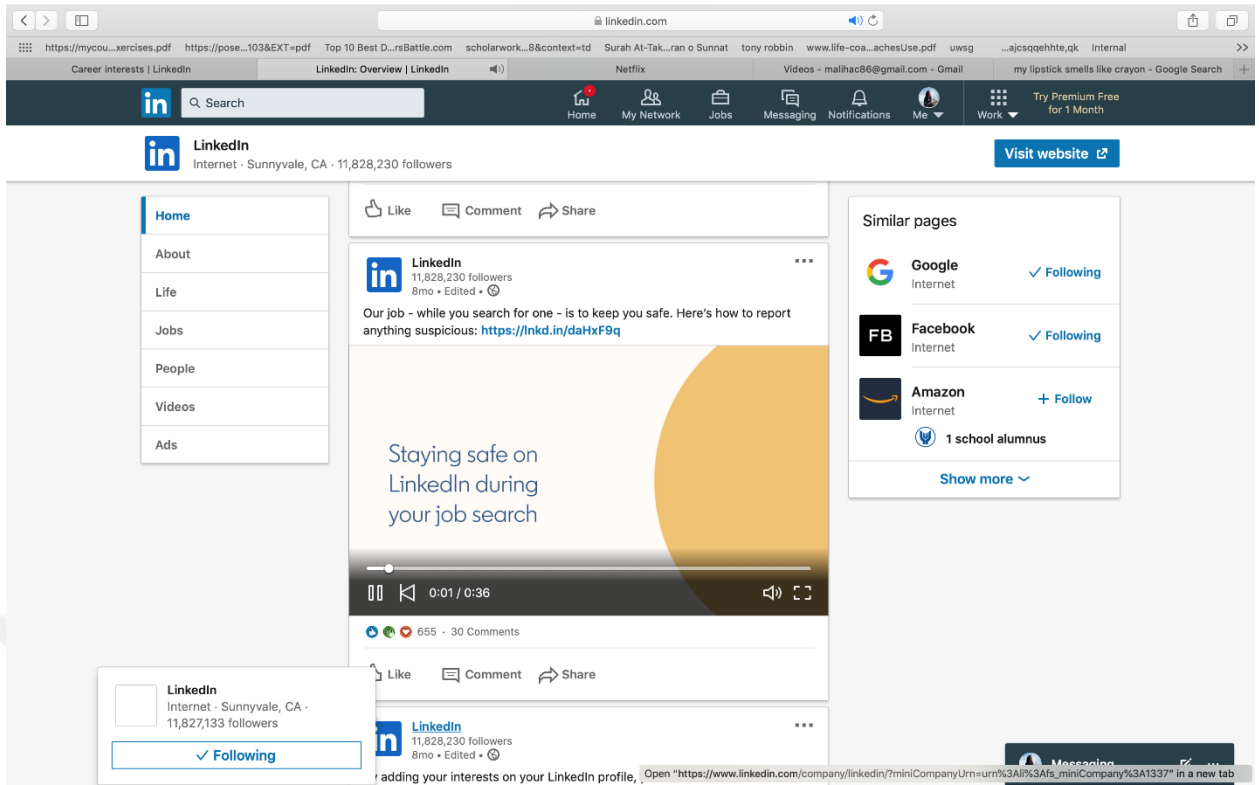 linkedin.com
https://mycou...xercises.pdf https://pose...103&EXT=pdf Top 10 Best D...rsBattle.com scholarwork...8&context=td Surah At-Tak...ran o Sunnat tony robbin www.life-coa...achesUse.pdf uwsg ...ajcsqqehhte,qk Internal >>
Career interests | LinkedIn LinkedIn: Overview | LinkedIn Netflix Videos - malihac86@gmail.com - Gmail my lipstick smells like crayon - Google Search +
in Search Home My Network Jobs Messaging Notifications Me Work Try Premium Free
for 1 Month
in LinkedIn
Internet · Sunnyvale, CA · 11,828,230 followers
Visit website
Home
About
Life
Jobs
People
Videos
Ads
Like Comment Share
in LinkedIn
11,828,230 followers
8mo • Edited •
Our job - while you search for one - is to keep you safe. Here's how to report
anything suspicious: https://lnkd.in/daHxF9q
Staying safe on
LinkedIn during
your job search
0:01 / 0:36
655 · 30 Comments
Like Comment Share
in LinkedIn
11,828,230 followers
8mo • Edited •
adding your interests on your LinkedIn profile,
Similar pages
Google
Internet
Following
FB Facebook
Internet
Following
Amazon
Internet
+ Follow
1 school alumnus
Show more
LinkedIn
Internet · Sunnyvale, CA ·
11,827,133 followers
Following
Messaging
Open "https://www.linkedin.com/company/linkedin/?miniCompanyUrn=urn%3Ali%3Afs_miniCompany%3A1337" in a new tab